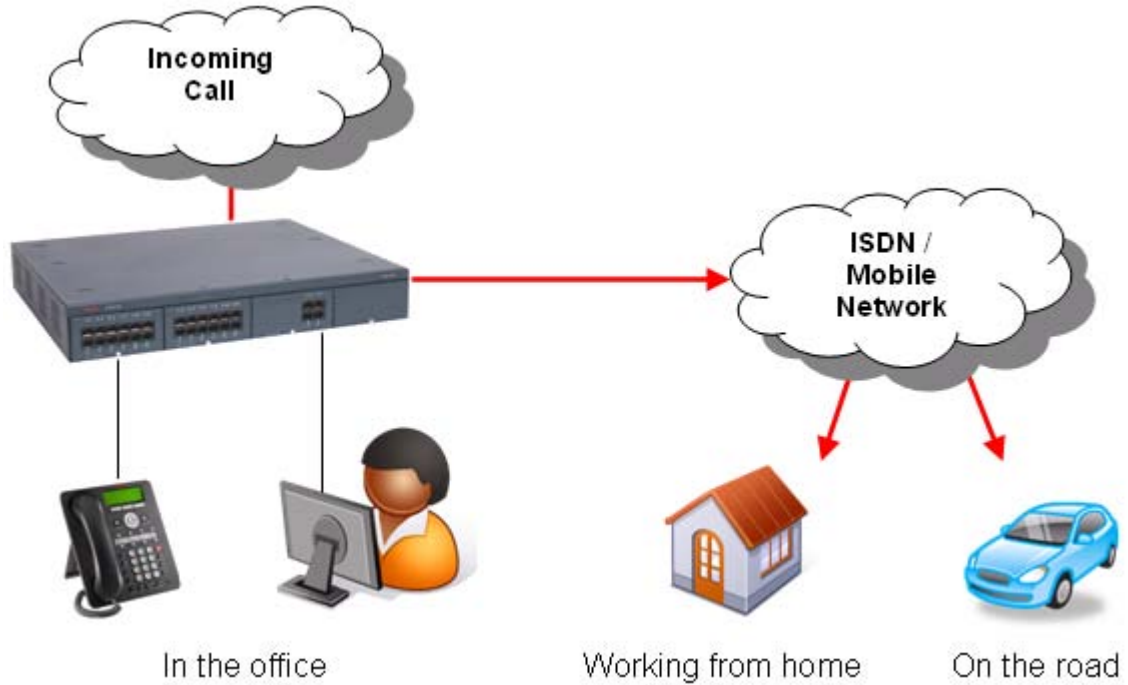 Incoming
Call
ISDN /
Mobile
Network
In the office
Working from home
On the road